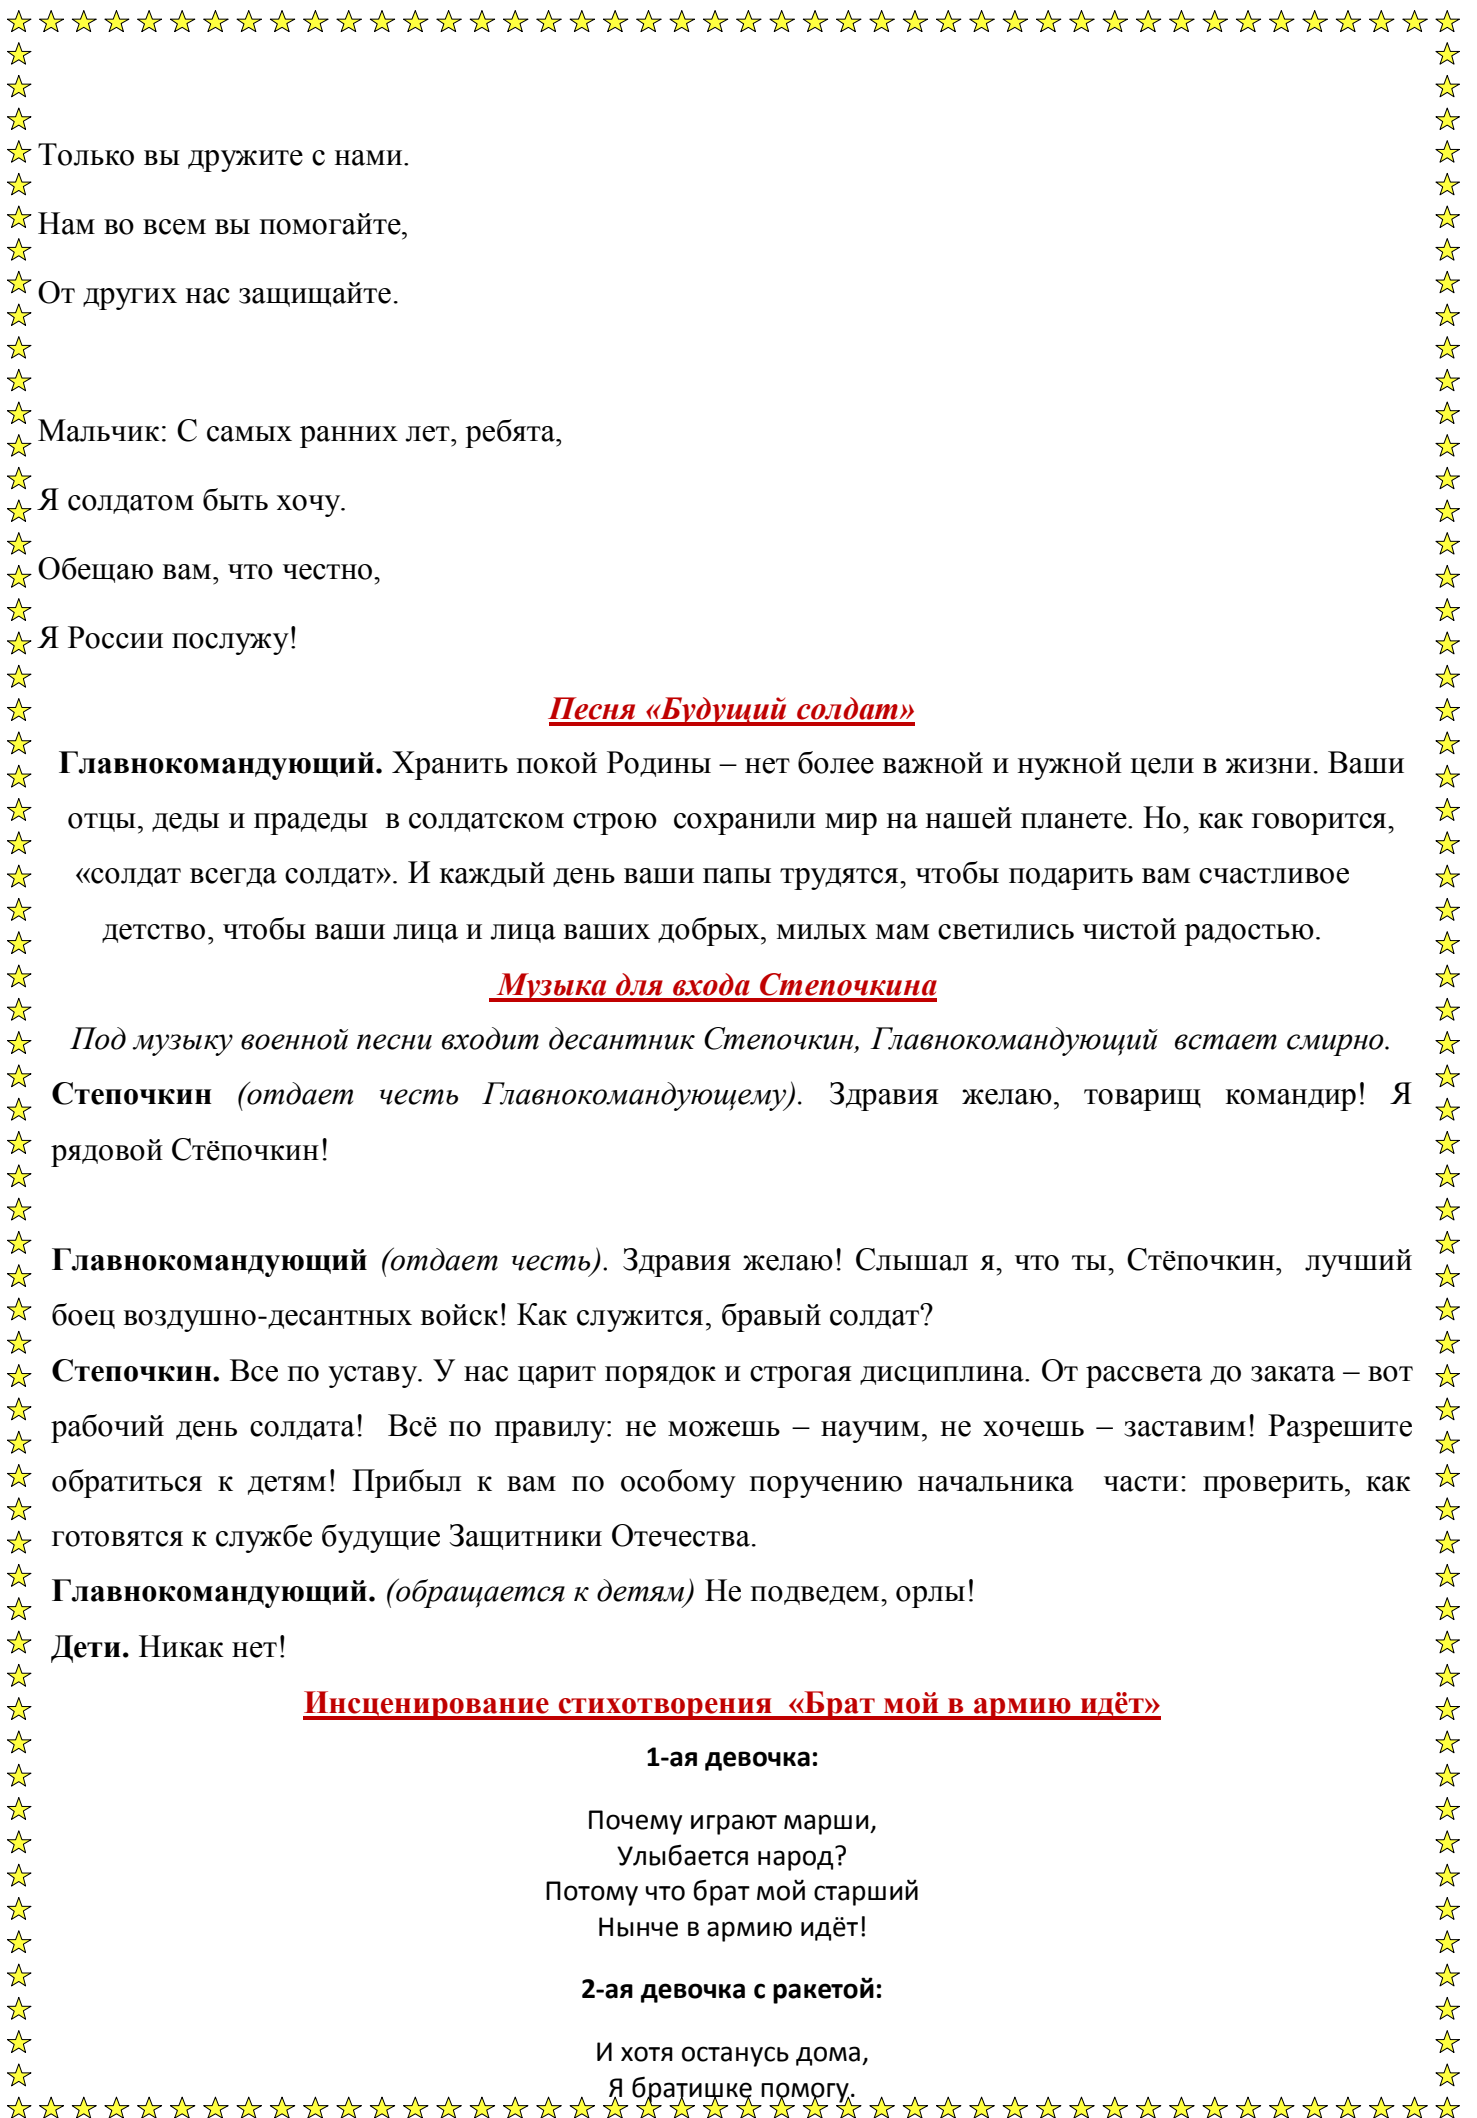 Только вы дружите с нами.
Нам во всем вы помогайте,
От других нас защищайте.
Мальчик: С самых ранних лет, ребята,
Я солдатом быть хочу.
Обещаю вам, что честно,
Я России послужу!
Песня «Будущий солдат»
Главнокомандующий. Хранить покой Родины – нет более важной и нужной цели в жизни. Ваши
отцы, деды и прадеды в солдатском строю сохранили мир на нашей планете. Но, как говорится,
«солдат всегда солдат». И каждый день ваши папы трудятся, чтобы подарить вам счастливое
детство, чтобы ваши лица и лица ваших добрых, милых мам светились чистой радостью.
Музыка для входа Степочкина
Под музыку военной песни входит десантник Степочкин, Главнокомандующий встает смирно.
Степочкин (отдает честь Главнокомандующему). Здравия желаю, товарищ командир! Я
рядовой Стёпочкин!
Главнокомандующий (отдает честь). Здравия желаю! Слышал я, что ты, Стёпочкин, лучший
боец воздушно-десантных войск! Как служится, бравый солдат?
Степочкин. Все по уставу. У нас царит порядок и строгая дисциплина. От рассвета до заката – вот
рабочий день солдата! Всё по правилу: не можешь – научим, не хочешь – заставим! Разрешите
обратиться к детям! Прибыл к вам по особому поручению начальника части: проверить, как
готовятся к службе будущие Защитники Отечества.
Главнокомандующий. (обращается к детям) Не подведем, орлы!
Дети. Никак нет!
Инсценирование стихотворения «Брат мой в армию идёт»
1-ая девочка:
Почему играют марши,
Улыбается народ?
Потому что брат мой старший
Нынче в армию идёт!
2-ая девочка с ракетой:
И хотя останусь дома,
Я братишке помогу.